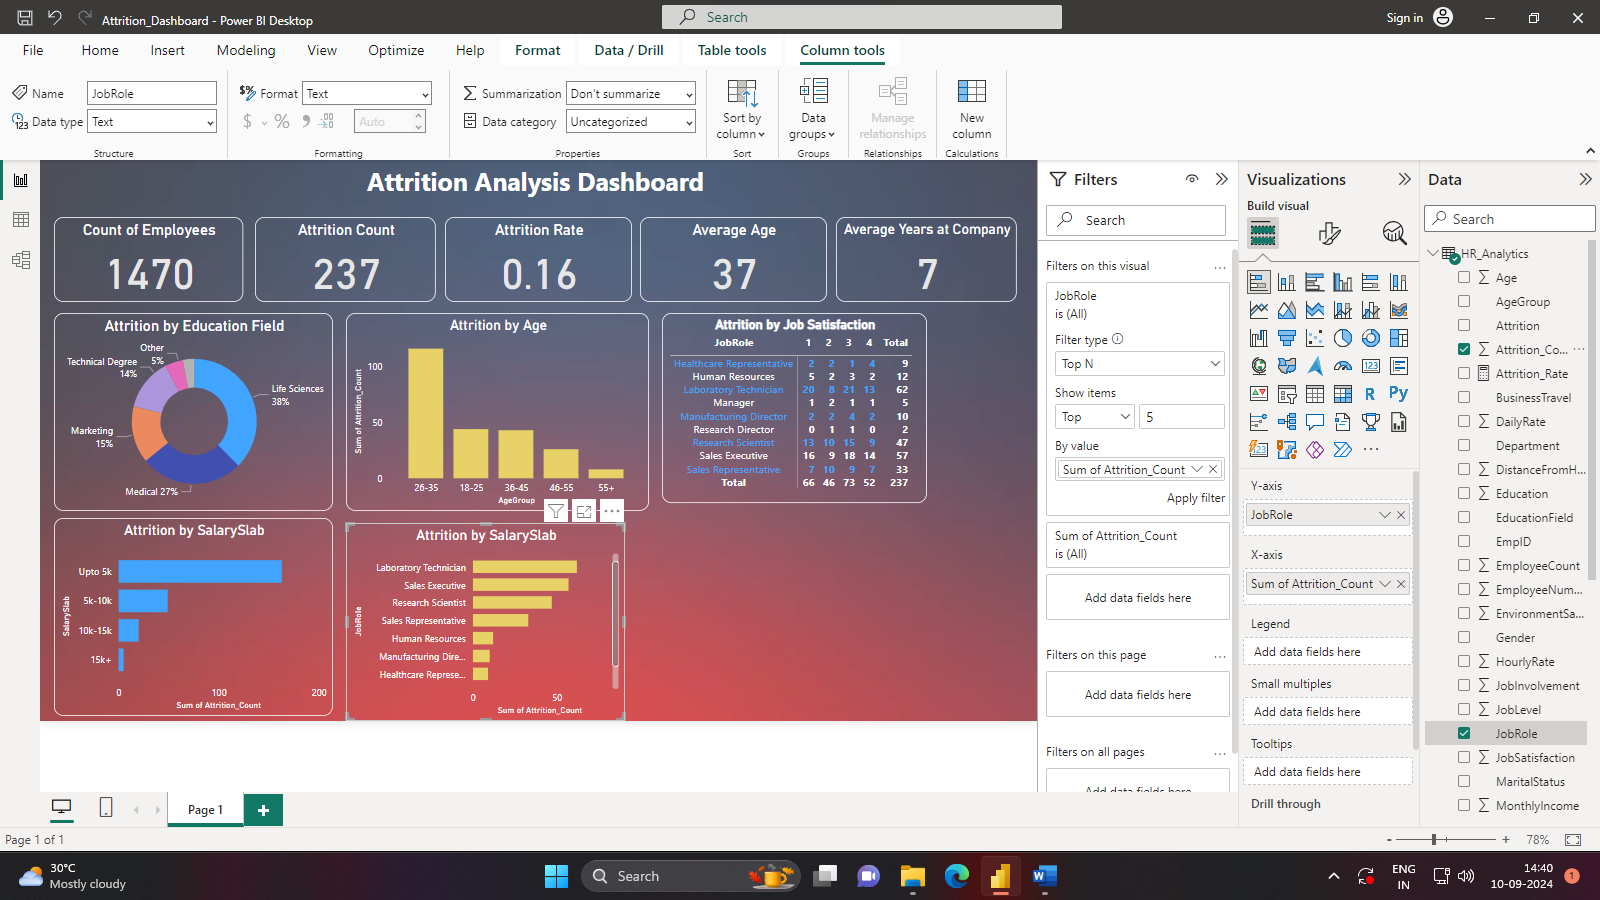 Attrition_Dashboard - Power BI Desktop
Search
Sign in
File Home Insert Modeling View Optimize Help Format Data / Drill Table tools Column tools
Name JobRole
Data type Text
Structure
$% Format Text
$ % 9 .00
Auto
Formatting
Summarization Don't summarize
Data category Uncategorized
Properties
Sort by
column
Sort
Data
groups
Groups
Manage
relationships
Relationships
New
column
Calculations
Attrition Analysis Dashboard
Count of Employees
1470
Attrition Count
237
Attrition Rate
0.16
Average Age
37
Average Years at Company
7
Attrition by Education Field
Other
5%
Technical Degree
14%
Life Sciences
38%
Marketing
15%
Medical 27%
Attrition by Age
Sum of Attrition_Count
100
50
0
26-35 18-25 36-45 46-55 55+
AgeGroup
Attrition by Job Satisfaction
JobRole 1 2 3 4 Total
Healthcare Representative 2 2 1 4 9
Human Resources 5 2 3 2 12
Laboratory Technician 20 8 21 13 62
Manager 1 2 1 1 5
Manufacturing Director 2 2 4 2 10
Research Director 0 1 1 0 2
Research Scientist 13 10 15 9 47
Sales Executive 16 9 18 14 57
Sales Representative 7 10 9 7 33
Total 66 46 73 52 237
Attrition by SalarySlab
SalarySlab
Upto 5k
5k-10k
10k-15k
15k+
0 100 200
Sum of Attrition_Count
Attrition by SalarySlab
JobRole
Laboratory Technician
Sales Executive
Research Scientist
Sales Representative
Human Resources
Manufacturing Dire...
Healthcare Represe...
0 50
Sum of Attrition_Count
Filters
Search
Filters on this visual ...
JobRole
is (All)
Filter type
Top N
Show items
Top 5
By value
Sum of Attrition_Count
Apply filter
Sum of Attrition_Count
is (All)
Add data fields here
Filters on this page ...
Add data fields here
Filters on all pages ...
Add data fields here
Visualizations
Build visual
123
R Py
...
Y-axis
JobRole
X-axis
Sum of Attrition_Count
Legend
Add data fields here
Small multiples
Add data fields here
Tooltips
Add data fields here
Drill through
Data
Search
HR_Analytics
Age
AgeGroup
Attrition
Attrition_Co... ...
Attrition_Rate
BusinessTravel
DailyRate
Department
DistanceFromH...
Education
EducationField
EmpID
EmployeeCount
EmployeeNum...
EnvironmentSa...
Gender
HourlyRate
JobInvolvement
JobLevel
JobRole
JobSatisfaction
MaritalStatus
MonthlyIncome
Page 1 +
Page 1 of 1
- + 78%
30°C
Mostly cloudy
Search
ENG
IN
14:40
10-09-2024
1